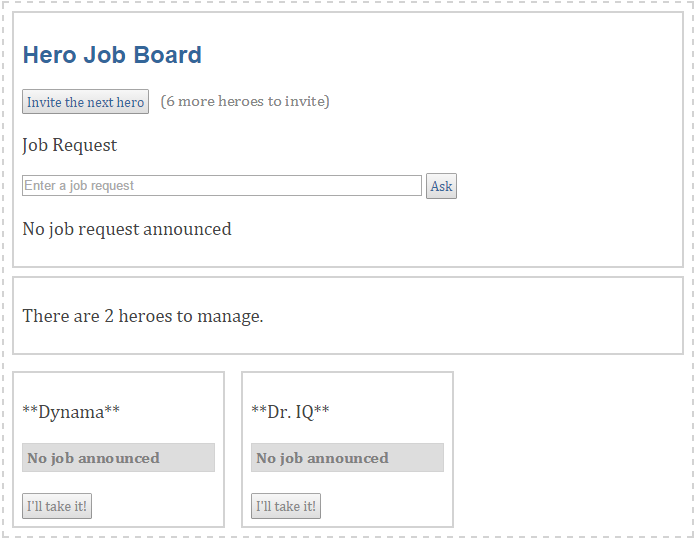 Hero Job Board
Invite the next hero (6 more heroes to invite)
Job Request
Enter a job request Ask
No job request announced
There are 2 heroes to manage.
**Dynama** **Dr. IQ**
No job announced No job announced
I'll take it! I'll take it!